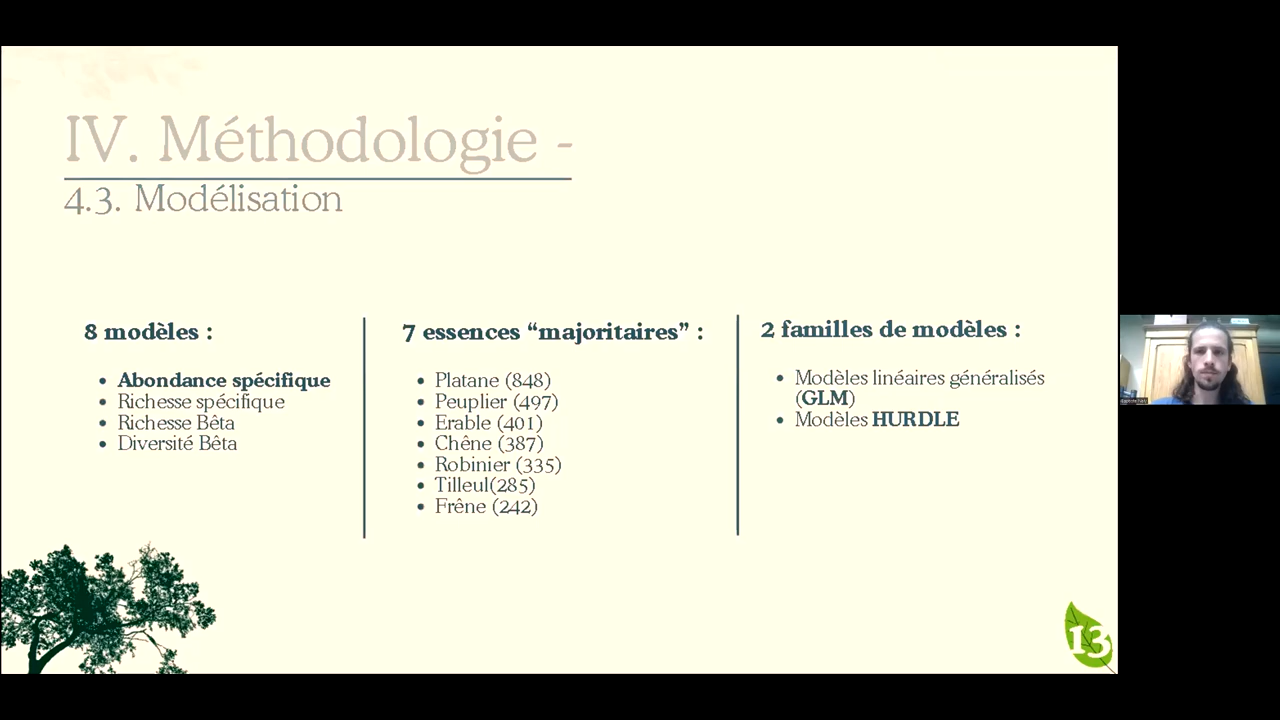 IV. Méthodologie -
4.3. Modélisation
8 modèles :
Abondance spécifique
Richesse spécifique
Richesse Bêta
Diversité Bêta
7 essences “majoritaires” :
Platane (848)
Peuplier (497)
Erable (401)
Chêne (387)
Robinier (335)
Tilleul(285)
Frêne (242)
2 familles de modèles :
Modèles linéaires généralisés
(GLM)
Modèles HURDLE
13